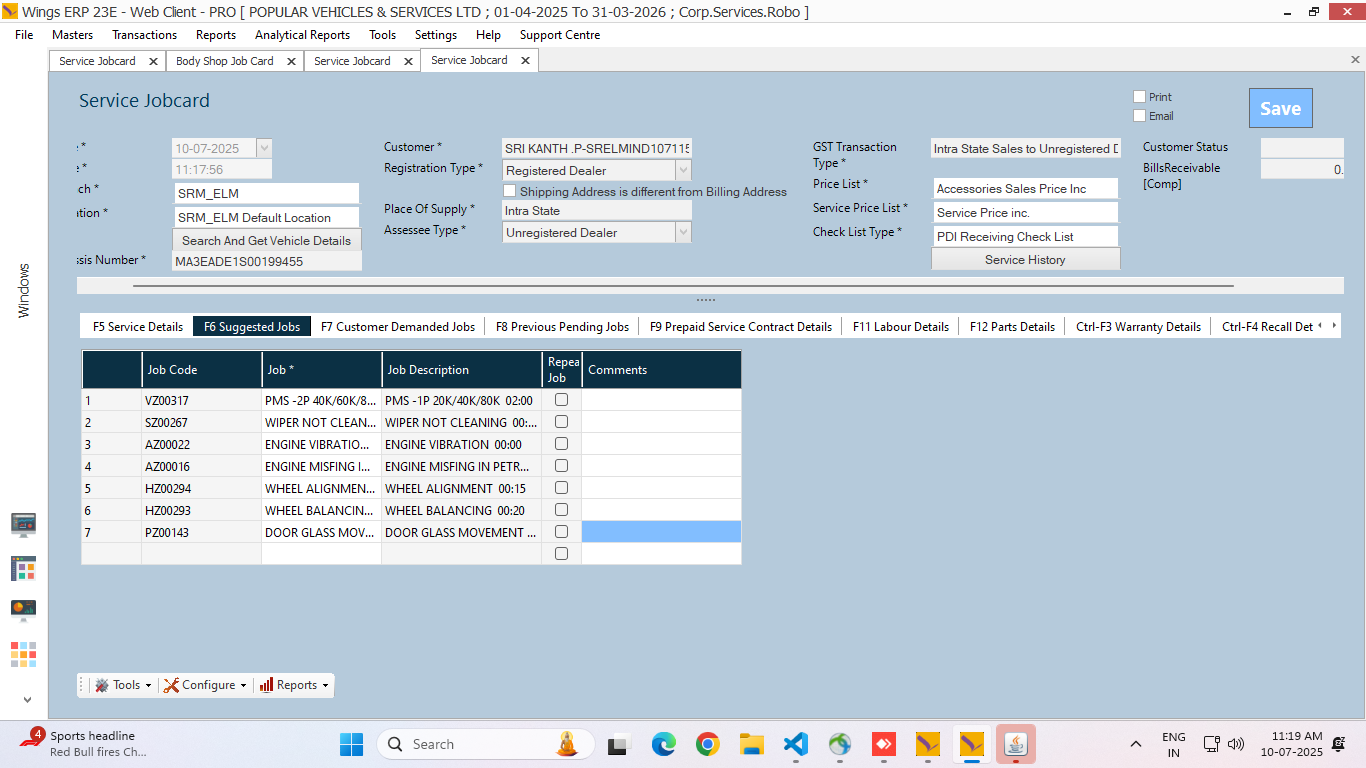 Wings ERP 23E - Web Client - PRO [ POPULAR VEHICLES & SERVICES LTD ; 01-04-2025 To 31-03-2026 ; Corp.Services.Robo ]
File Masters Transactions Reports Analytical Reports Tools Settings Help Support Centre
Service Jobcard Body Shop Job Card Service Jobcard Service Jobcard
Service Jobcard
Print
Email
Save
* 10-07-2025
* 11:17:56
ch * SRM_ELM
ation * SRM_ELM Default Location
Search And Get Vehicle Details
ssis Number * MA3EADE1S00199455
Customer * SRI KANTH .P-SRELMIND107115
Registration Type * Registered Dealer
Shipping Address is different from Billing Address
Place Of Supply * Intra State
Assessee Type * Unregistered Dealer
GST Transaction Type * Intra State Sales to Unregistered D
Price List * Accessories Sales Price Inc
Service Price List * Service Price inc.
Check List Type * PDI Receiving Check List
Service History
Customer Status
BillsReceivable [Comp] 0.
Windows
F5 Service Details F6 Suggested Jobs F7 Customer Demanded Jobs F8 Previous Pending Jobs F9 Prepaid Service Contract Details F11 Labour Details F12 Parts Details Ctrl-F3 Warranty Details Ctrl-F4 Recall Det
Job Code Job * Job Description Repea Job Comments
1 VZ00317 PMS -2P 40K/60K/8... PMS -1P 20K/40K/80K 02:00
2 SZ00267 WIPER NOT CLEAN... WIPER NOT CLEANING 00:...
3 AZ00022 ENGINE VIBRATIO... ENGINE VIBRATION 00:00
4 AZ00016 ENGINE MISFING I... ENGINE MISFING IN PETR...
5 HZ00294 WHEEL ALIGNMEN... WHEEL ALIGNMENT 00:15
6 HZ00293 WHEEL BALANCING... WHEEL BALANCING 00:20
7 PZ00143 DOOR GLASS MOV... DOOR GLASS MOVEMENT ...
Tools Configure Reports
4 Sports headline
Red Bull fires Ch...
Search
ENG
IN
11:19 AM
10-07-2025